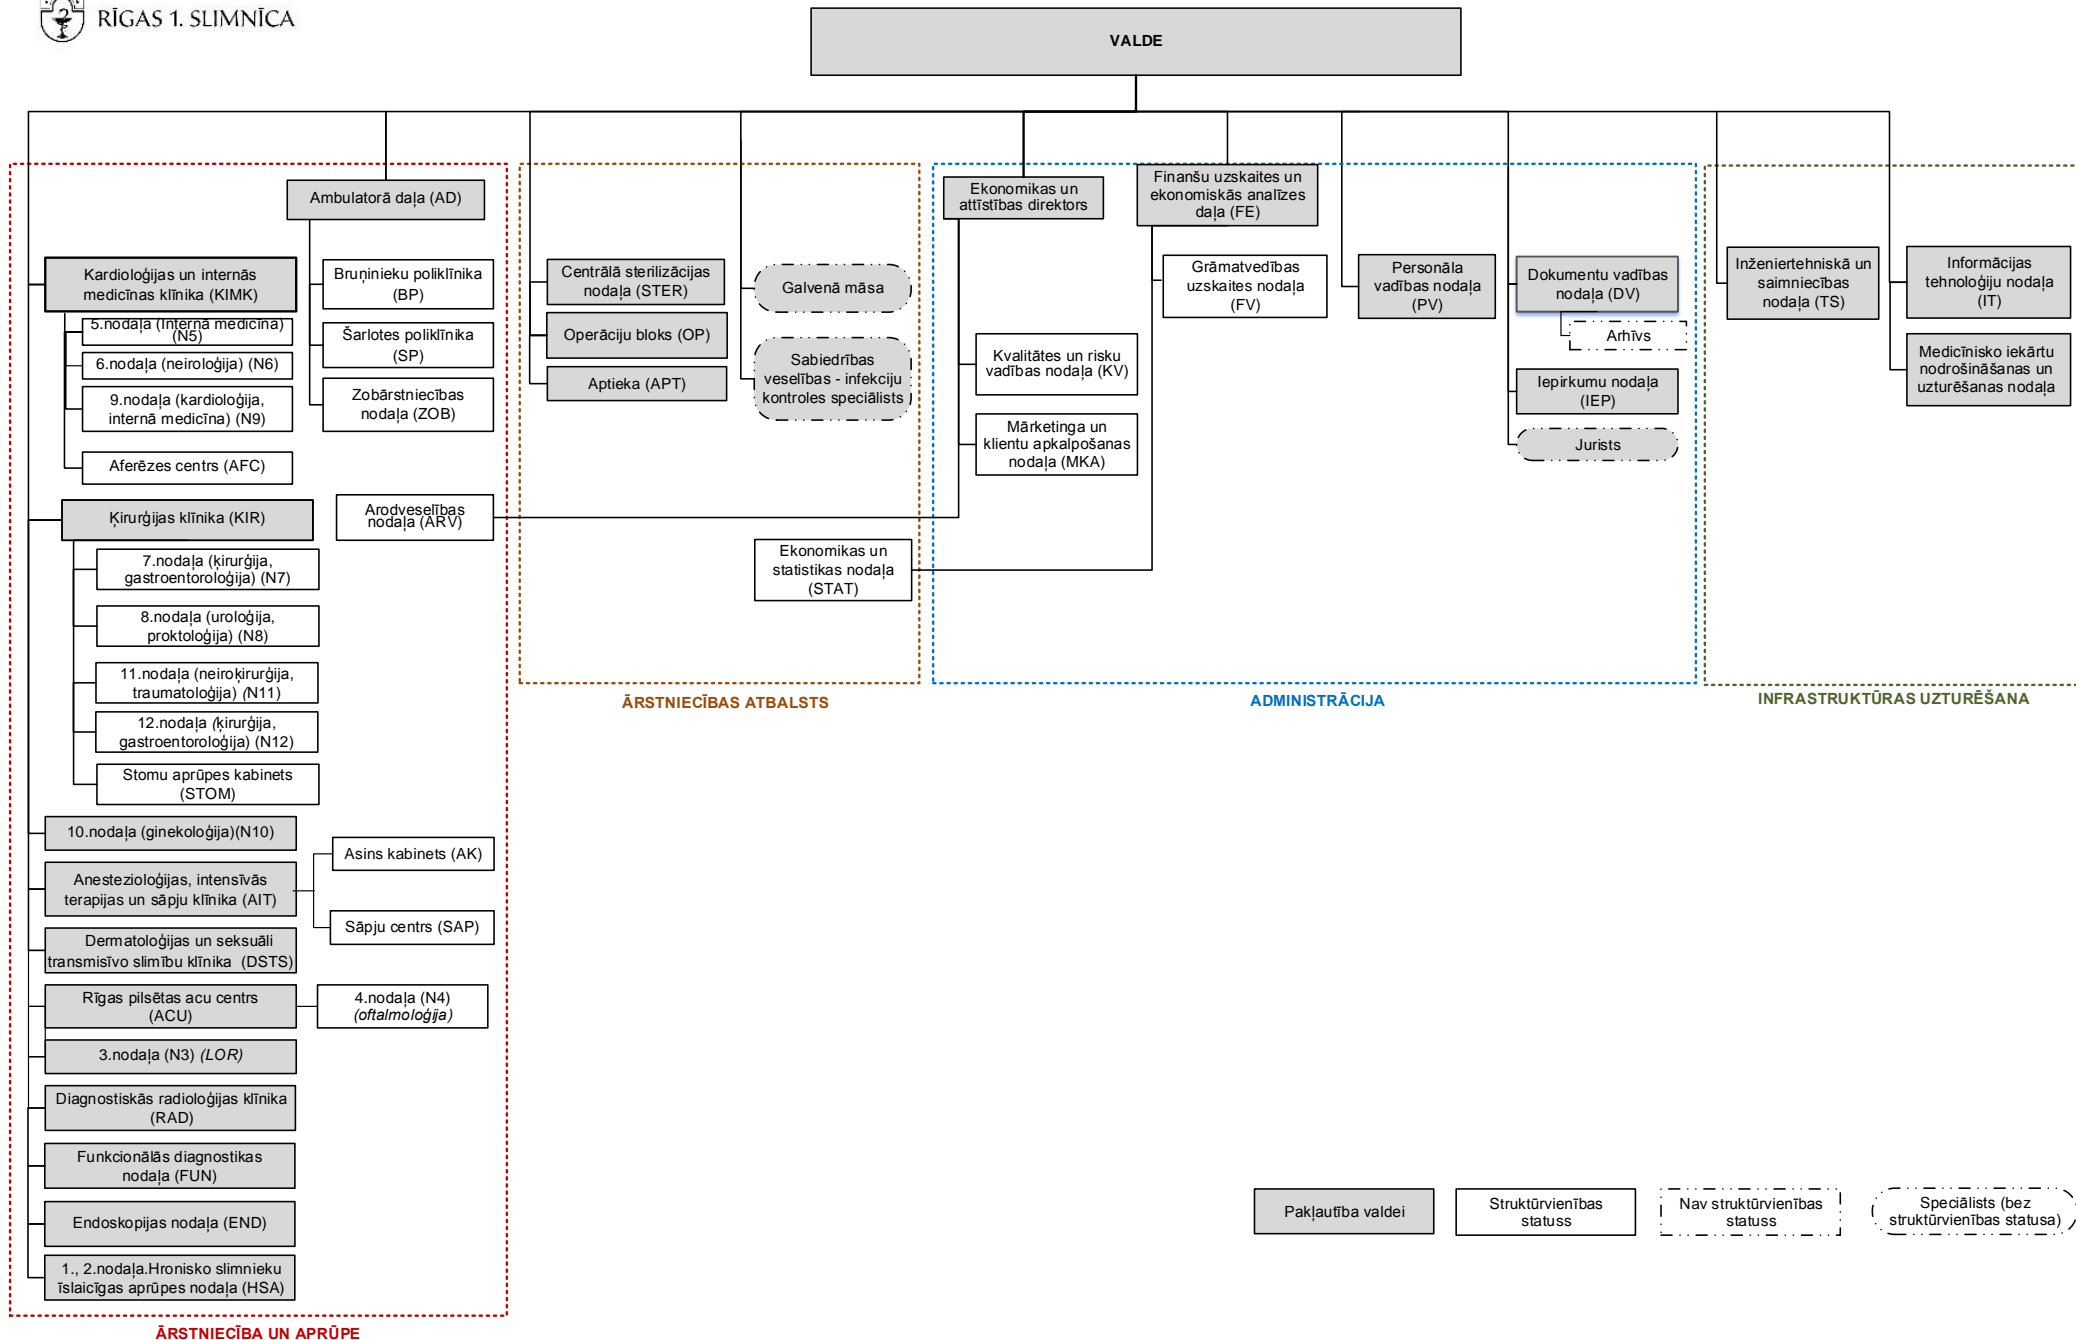 RĪGAS 1. SLIMNĪCA
VALDE
Ambulatorā daļa (AD)
Kardioloģijas un internās
medicīnas klīnika (KIMK)
5.nodaļa (Internā medicīna)
(N5)
6.nodaļa (neiroloģija) (N6)
9.nodaļa (kardioloģija,
internā medicīna) (N9)
Aferēzes centrs (AFC)
Bruņinieku poliklīnika
(BP)
Šarlotes poliklīnika
(SP)
Zobārstniecības
nodaļa (ZOB)
Ķirurģijas klīnika (KIR)
Arodveselības
nodaļa (ARV)
7.nodaļa (ķirurģija,
gastroentoroloģija) (N7)
8.nodaļa (uroloģija,
proktoloģija) (N8)
11.nodaļa (neiroķirurģija,
traumatoloģija) (N11)
12.nodaļa (ķirurģija,
gastroentoroloģija) (N12)
Stomu aprūpes kabinets
(STOM)
10.nodaļa (ginekoloģija)(N10)
Anestezioloģijas, intensīvās
terapijas un sāpju klīnika (AIT)
Asins kabinets (AK)
Sāpju centrs (SAP)
Dermatoloģijas un seksuāli
transmisīvo slimību klīnika (DSTS)
Rīgas pilsētas acu centrs
(ACU)
4.nodaļa (N4)
(oftalmoloģija)
3.nodaļa (N3) (LOR)
Diagnostiskās radioloģijas klīnika
(RAD)
Funkcionālās diagnostikas
nodaļa (FUN)
Endoskopijas nodaļa (END)
1., 2.nodaļa.Hronisko slimnieku
īslaicīgas aprūpes nodaļa (HSA)
ĀRSTNIECĪBA UN APRŪPE
Centrālā sterilizācijas
nodaļa (STER)
Operāciju bloks (OP)
Aptieka (APT)
Galvenā māsa
Sabiedrības
veselības - infekciju
kontroles speciālists
Ekonomikas un
statistikas nodaļa
(STAT)
ĀRSTNIECĪBAS ATBALSTS
Ekonomikas un
attīstības direktors
Finanšu uzskaites un
ekonomiskās analīzes
daļa (FE)
Grāmatvedības
uzskaites nodaļa
(FV)
Kvalitātes un risku
vadības nodaļa (KV)
Mārketinga un
klientu apkalpošanas
nodaļa (MKA)
Personāla
vadības nodaļa
(PV)
Dokumentu vadības
nodaļa (DV)
Arhīvs
Iepirkumu nodaļa
(IEP)
Jurists
ADMINISTRĀCIJA
Inženiertehniskā un
saimniecības
nodaļa (TS)
Informācijas
tehnoloģiju nodaļa
(IT)
Medicīnisko iekārtu
nodrošināšanas un
uzturēšanas nodaļa
INFRASTRUKTŪRAS UZTURĒŠANA
Pakļautība valdei
Struktūrvienības
statuss
Nav struktūrvienības
statuss
Speciālists (bez
struktūrvienības statusa)